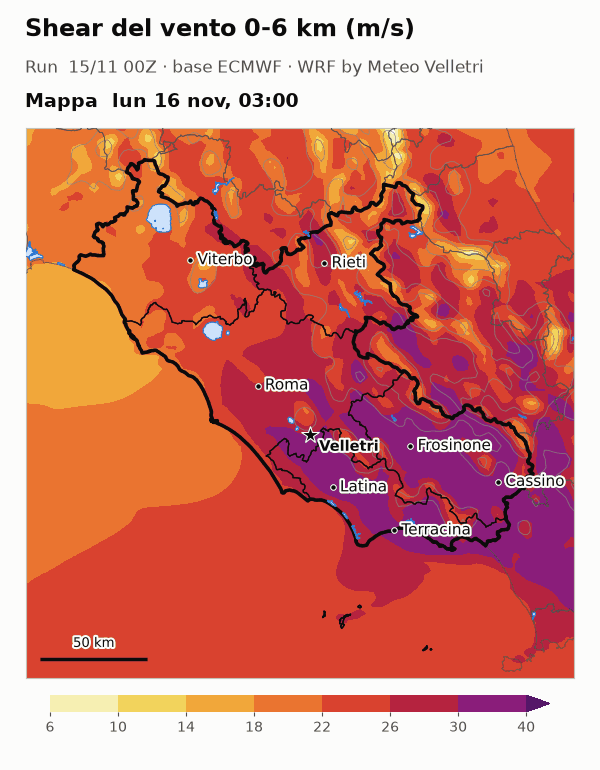 Shear del vento 0-6 km (m/s)
Run  15/11 00Z · base ECMWF · WRF by Meteo Velletri
Mappa  lun 16 nov, 03:00
Viterbo
Rieti
Roma
Velletri
Frosinone
Latina
Cassino
Terracina
50 km
6 10 14 18 22 26 30 40